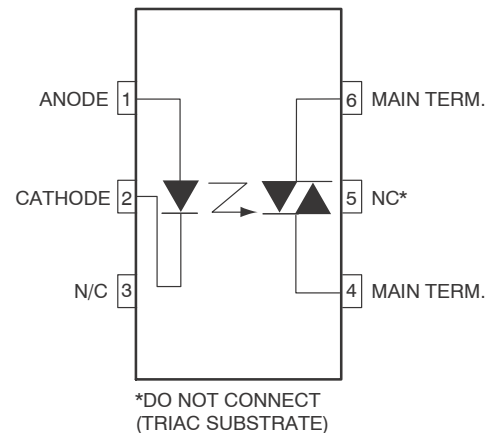 ANODE 1
CATHODE 2
N/C 3
6 MAIN TERM.
5 NC*
4 MAIN TERM.
*DO NOT CONNECT
(TRIAC SUBSTRATE)